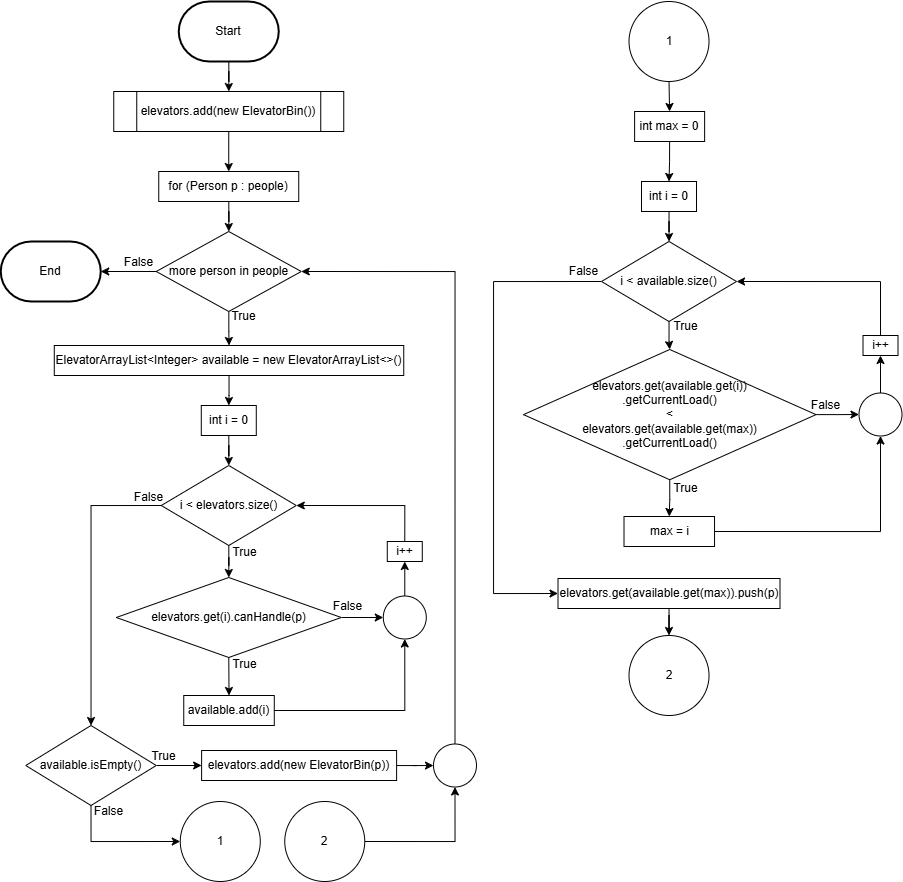 Start
elevators.add(new ElevatorBin())
for (Person p : people)
more person in people
False
End
True
ElevatorArrayList<Integer> available = new ElevatorArrayList<>()
int i = 0
i < elevators.size()
False
True
i++
elevators.get(i).canHandle(p)
False
True
available.add(i)
available.isEmpty()
True
elevators.add(new ElevatorBin(p))
False
1
2
1
int max = 0
int i = 0
i < available.size()
False
True
i++
elevators.get(available.get(i))
.getCurrentLoad()
<
elevators.get(available.get(max))
.getCurrentLoad()
False
True
max = i
elevators.get(available.get(max)).push(p)
2